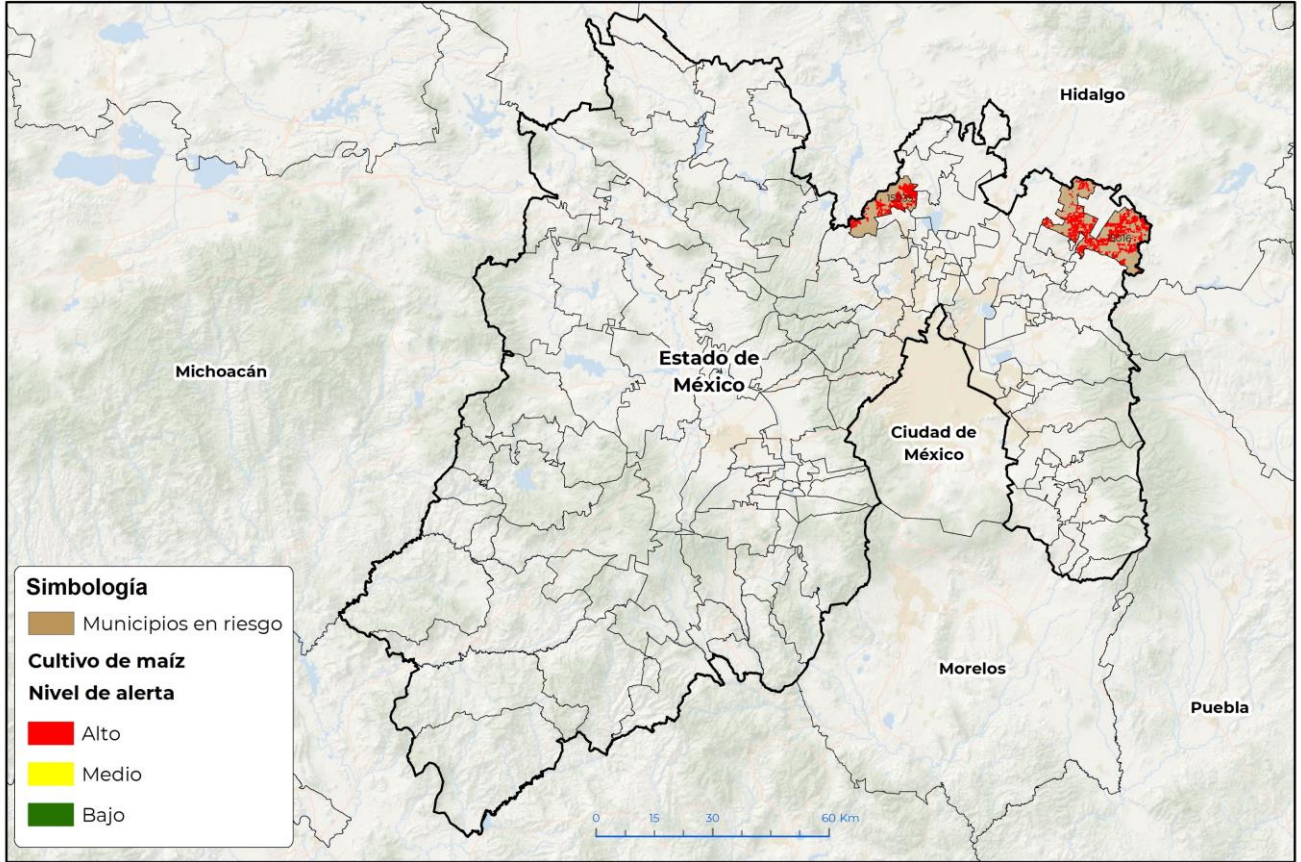 Hidalgo
Michoacán
Estado de
México
Ciudad de
México
Morelos
Puebla
Simbología
Municipios en riesgo
Cultivo de maíz
Nivel de alerta
Alto
Medio
Bajo
0 15 30 60 Km